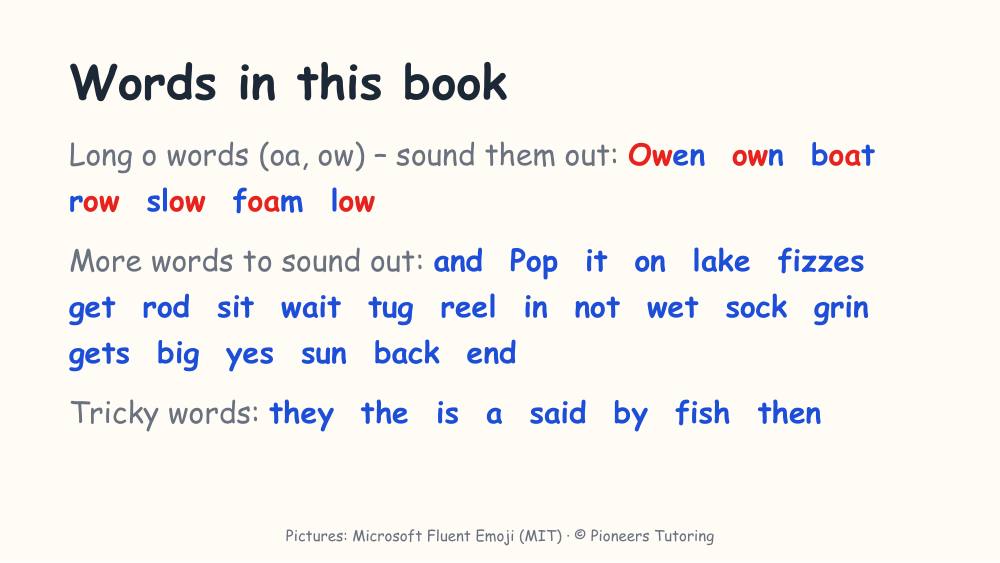 Words in this book
Long o words (oa, ow) – sound them out: Owen own boat
row slow foam low
More words to sound out: and Pop it on lake fizzes
get rod sit wait tug reel in not wet sock grin
gets big yes sun back end
Tricky words: they the is a said by fish then
Pictures: Microsoft Fluent Emoji (MIT) · © Pioneers Tutoring